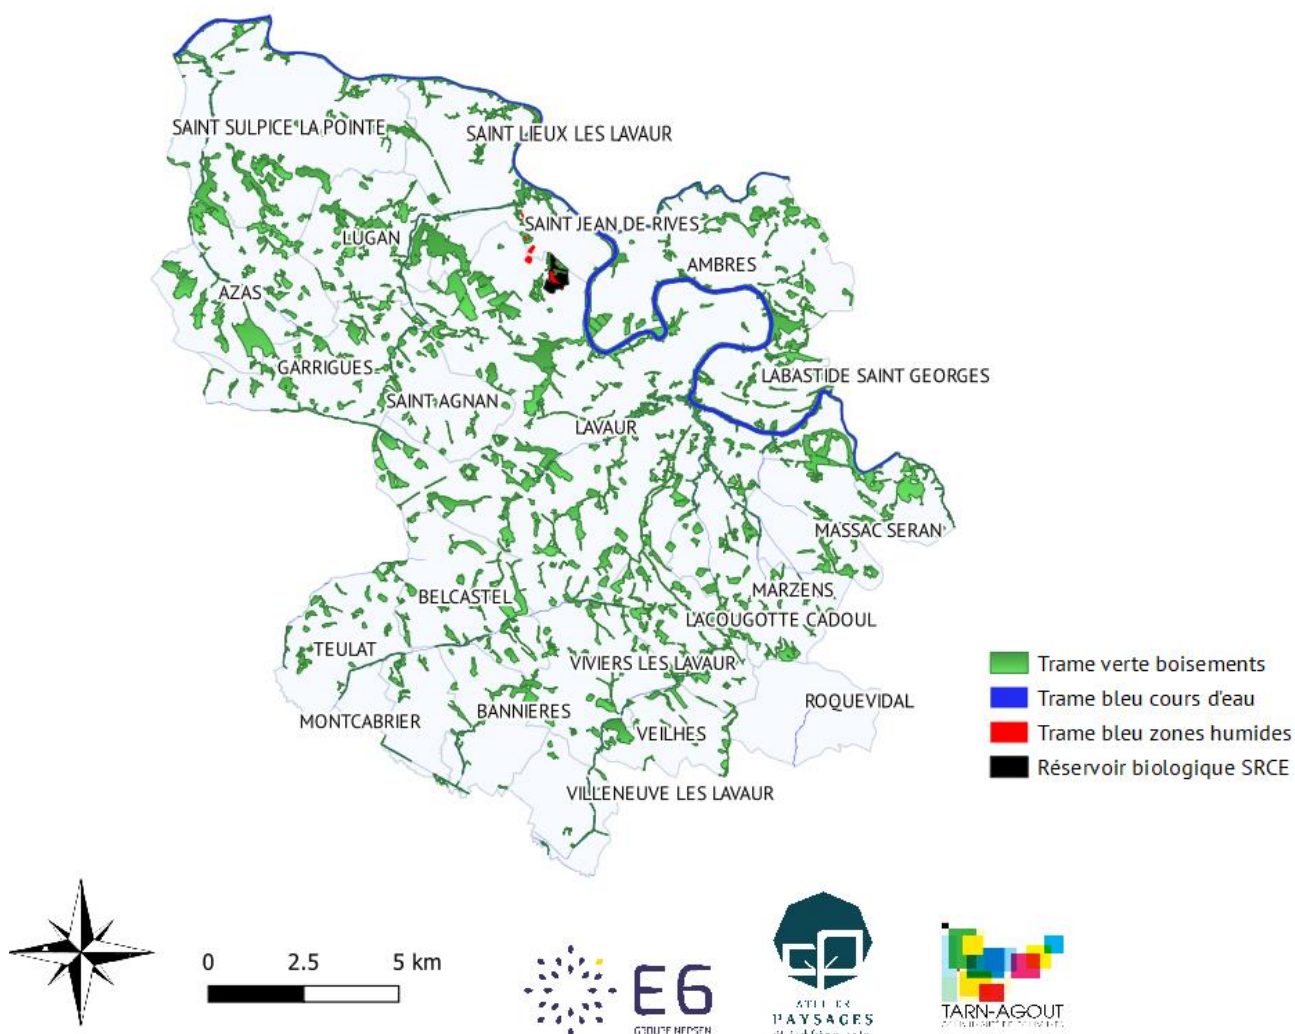 SAINT SULPICE LA POINTE
SAINT LIEUX LES LAVAUR
SAINT JEAN DE RIVES
LUGAN
AMBRES
AZAS
GARRIGUES
LABASTIDE SAINT GEORGES
SAINT AGNAN
LAVAUR
MASSAC SERAN
MARZENS
BELCASTEL
LACOUGOTTE CADOUL
TEULAT
VIVIERS LES LAVAUR
ROQUEVIDAL
MONTCABRIER
BANNIERES
VEILHES
VILLENEUVE LES LAVAUR
Trame verte boisements
Trame bleu cours d'eau
Trame bleu zones humides
Réservoir biologique SRCE
0 2.5 5 km
E6
GROUPE NEPSEN
ATELIER
PAYSAGES
TARN-AGOUT